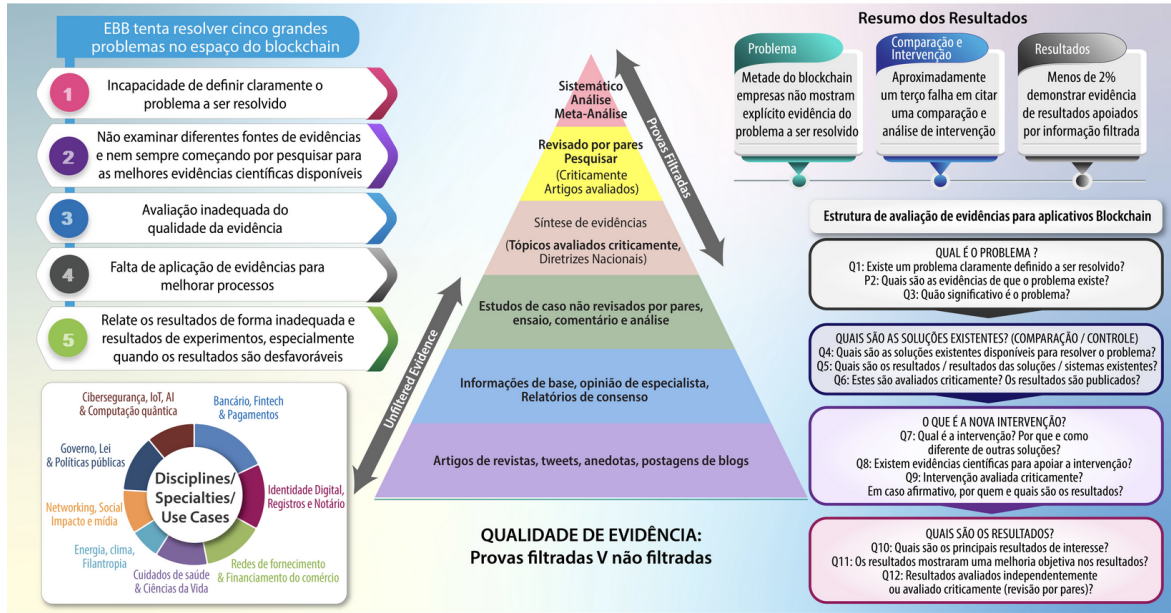 EBB tenta resolver cinco grandes
problemas no espaço do blockchain
1
Incapacidade de definir claramente o
problema a ser resolvido
2
Não examinar diferentes fontes de evidências
e nem sempre começando por pesquisar para
as melhores evidências científicas disponíveis
3
Avaliação inadequada do
qualidade da evidência
4
Falta de aplicação de evidências para
melhorar processos
5
Relate os resultados de forma inadequada e
resultados de experimentos, especialmente
quando os resultados são desfavoráveis
Cibersegurança, IoT, AI
& Computação quântica
Bancário, Fintech
& Pagamentos
Governo, Lei
& Políticas públicas
Disciplines/
Specialties/
Use Cases
Identidade Digital,
Registros e Notário
Networking, Social
Impacto e mídia
Energia, clima,
Filantropia
Redes de fornecimento
& Financiamento do comércio
Cuidados de saúde
& Ciências da Vida
Sistemático
Análise
Meta-Análise
Revisado por pares
Pesquisar
(Criticamente
Artigos avaliados)
Síntese de evidências
(Tópicos avaliados criticamente,
Diretrizes Nacionais)
Estudos de caso não revisados por pares,
ensaio, comentário e análise
Informações de base, opinião de especialista,
Relatórios de consenso
Artigos de revistas, tweets, anedotas, postagens de blogs
Provas Filtradas
Unfiltered Evidence
QUALIDADE DE EVIDÊNCIA:
Provas filtradas V não filtradas
Resumo dos Resultados
Problema
Metade do blockchain
empresas não mostram
explícito evidência do
problema a ser resolvido
Comparação e
Intervenção
Aproximadamente
um terço falha em citar
uma comparação e
análise de intervenção
Resultados
Menos de 2%
demonstrar evidência
de resultados apoiados
por informação filtrada
Estrutura de avaliação de evidências para aplicativos Blockchain
QUAL É O PROBLEMA ?
Q1: Existe um problema claramente definido a ser resolvido?
P2: Quais são as evidências de que o problema existe?
Q3: Quão significativo é o problema?
QUAIS SÃO AS SOLUÇÕES EXISTENTES? (COMPARAÇÃO / CONTROLE)
Q4: Quais são as soluções existentes disponíveis para resolver o problema?
Q5: Quais são os resultados / resultados das soluções / sistemas existentes?
Q6: Estes são avaliados criticamente? Os resultados são publicados?
O QUE É A NOVA INTERVENÇÃO?
Q7: Qual é a intervenção? Por que e como
diferente de outras soluções?
Q8: Existem evidências científicas para apoiar a intervenção?
Q9: Intervenção avaliada criticamente?
Em caso afirmativo, por quem e quais são os resultados?
QUAIS SÃO OS RESULTADOS?
Q10: Quais são os principais resultados de interesse?
Q11: Os resultados mostraram uma melhoria objetiva nos resultados?
Q12: Resultados avaliados independentemente
ou avaliado criticamente (revisão por pares)?